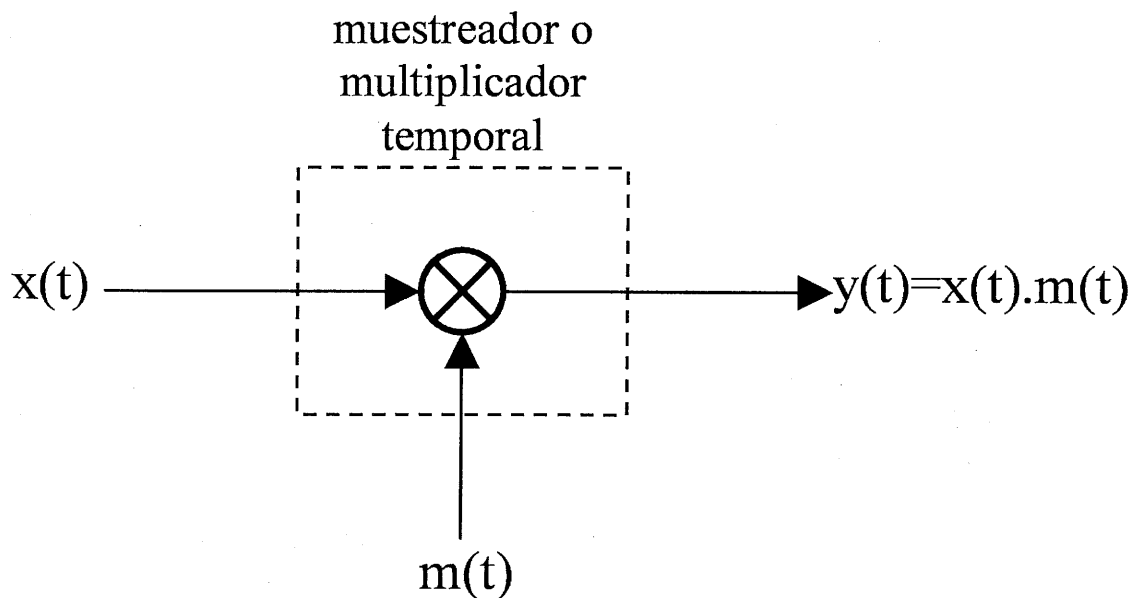 muestreador o
multiplicador
temporal
x(t)
y(t)=x(t).m(t)
m(t)